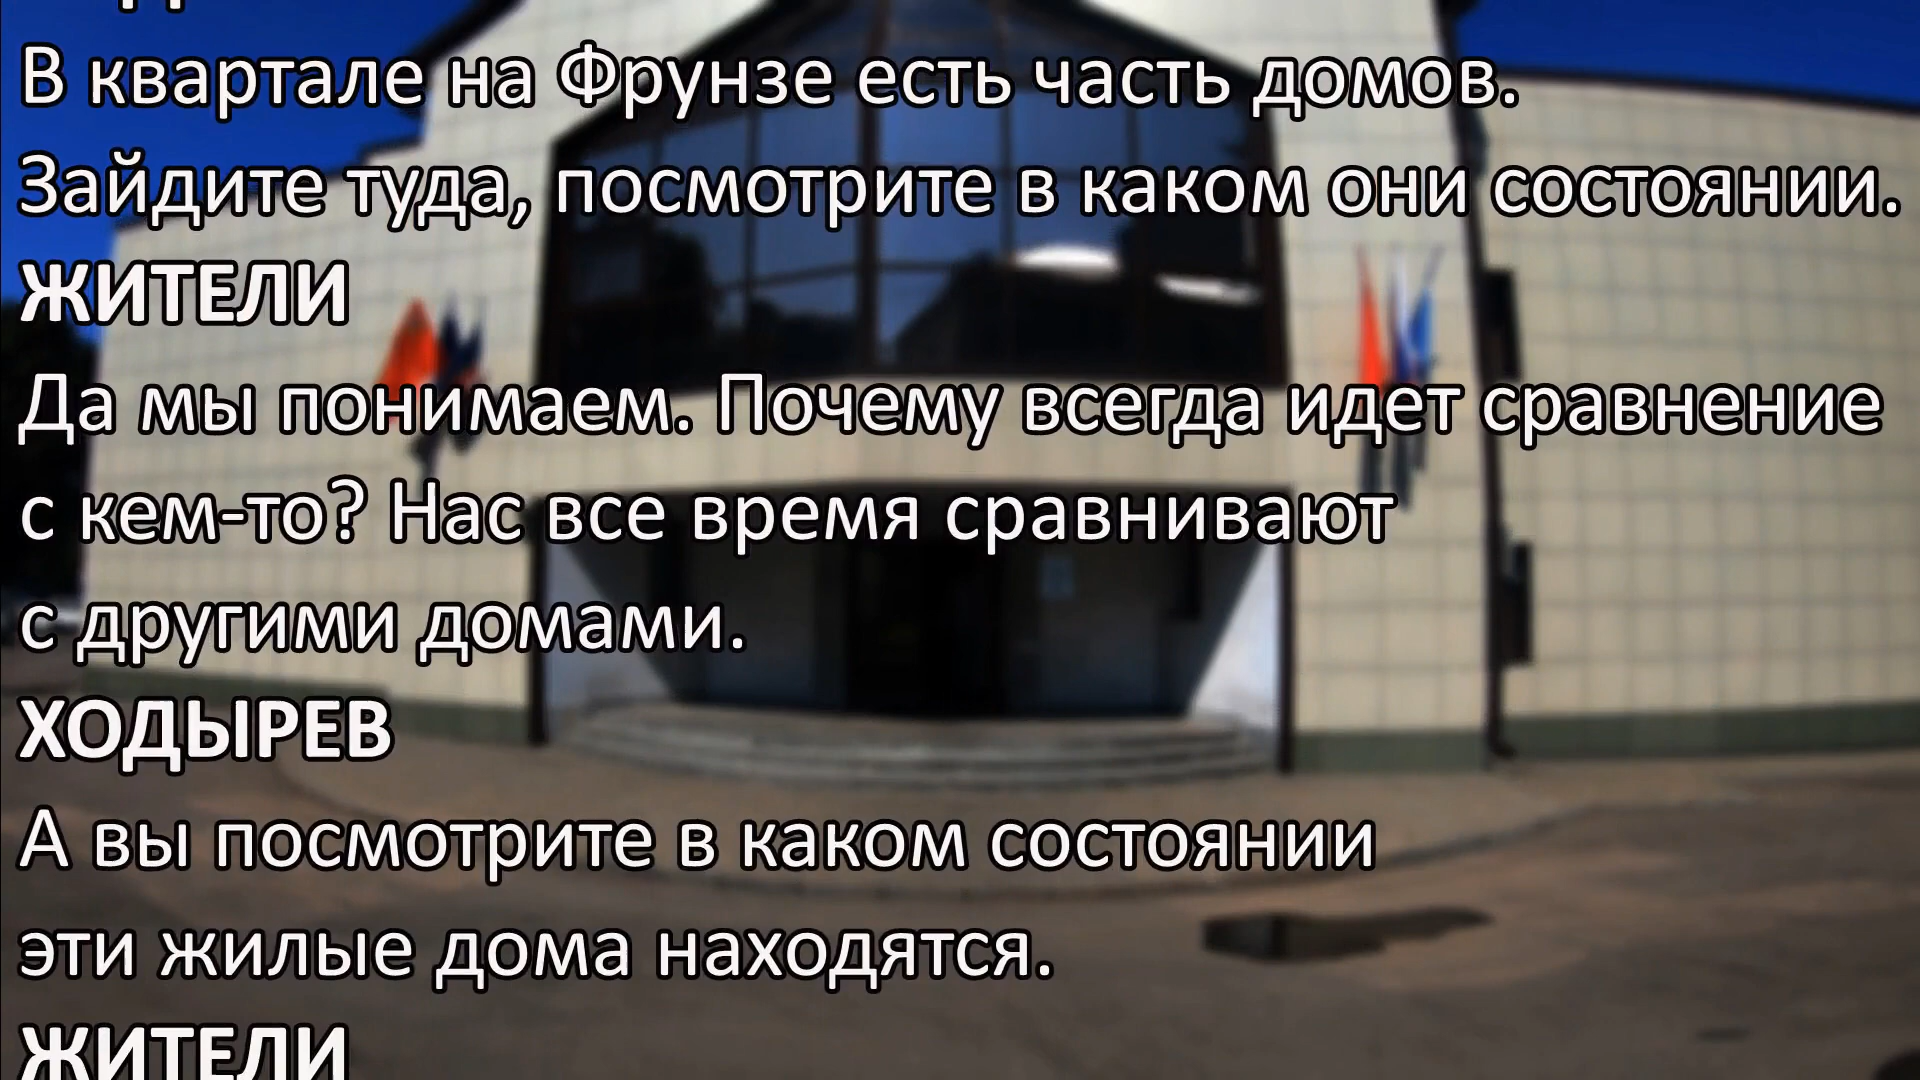 В квартале на Фрунзе есть часть домов.
Зайдите туда, посмотрите в каком они состоянии.
ЖИТЕЛИ
Да мы понимаем. Почему всегда идет сравнение
с кем-то? Нас все время сравнивают
с другими домами.
ХОДЫРЕВ
А вы посмотрите в каком состоянии
эти жилые дома находятся.
ЖИТЕЛИ